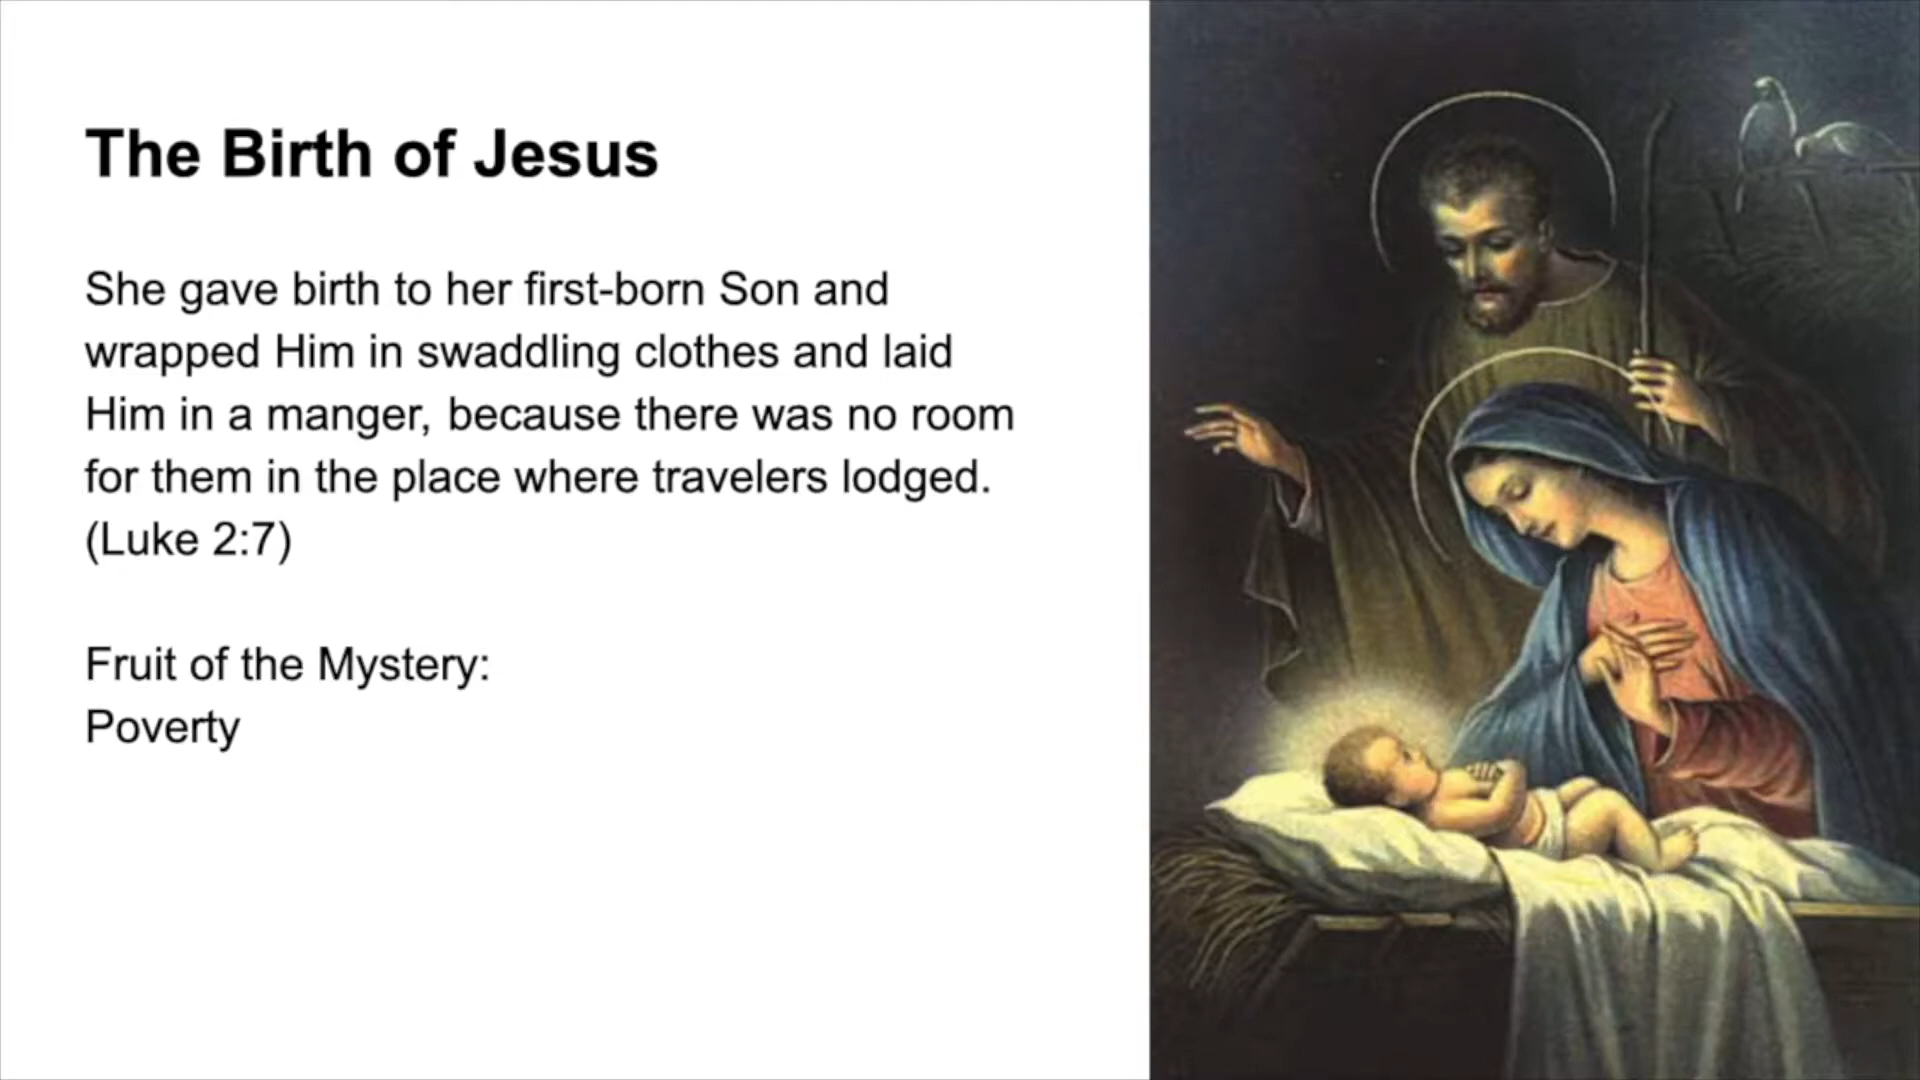 The Birth of Jesus
She gave birth to her first-born Son and
wrapped Him in swaddling clothes and laid
Him in a manger, because there was no room
for them in the place where travelers lodged.
(Luke 2:7)
Fruit of the Mystery:
Poverty